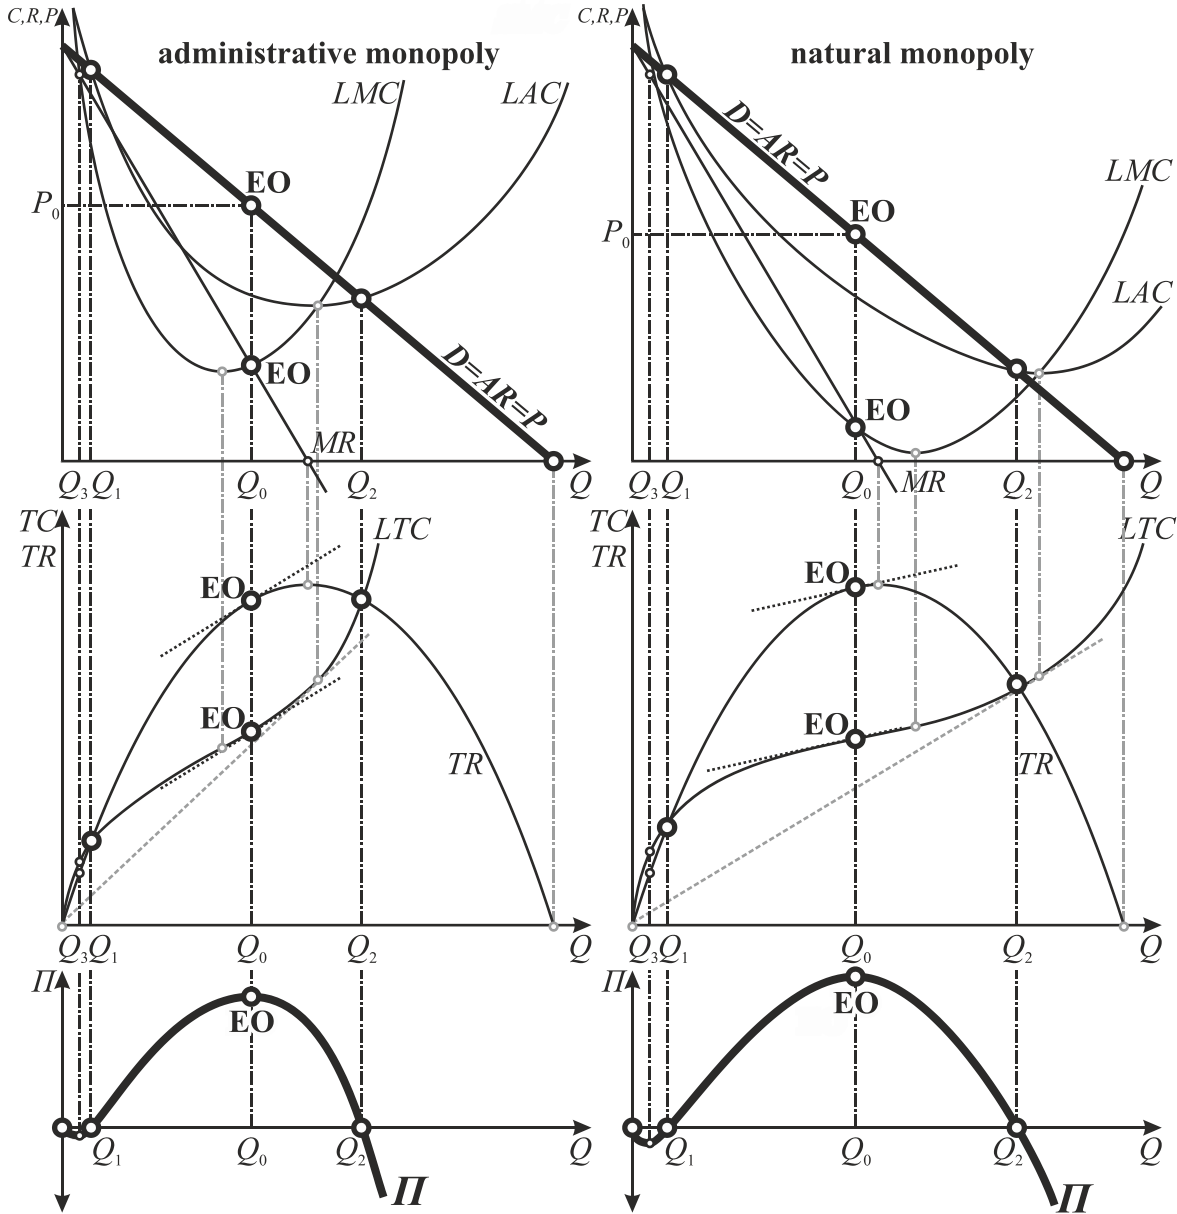 C,R,P
administrative monopoly
LMC
LAC
EO
P₀
D=AR=P
EO
MR
Q₃ Q₁ Q₀ Q₂ Q
TC
TR
LTC
EO
EO
TR
Q₃ Q₁ Q₀ Q₂ Q
Π
EO
Q₁ Q₀ Q₂ Q
Π
C,R,P
natural monopoly
D=AR=P
LMC
EO
P₀
LAC
EO
Q₃ Q₁ Q₀ MR Q₂ Q
TC
TR
LTC
EO
EO
TR
Q₃ Q₁ Q₀ Q₂ Q
Π
EO
Q₁ Q₀ Q₂ Q
Π